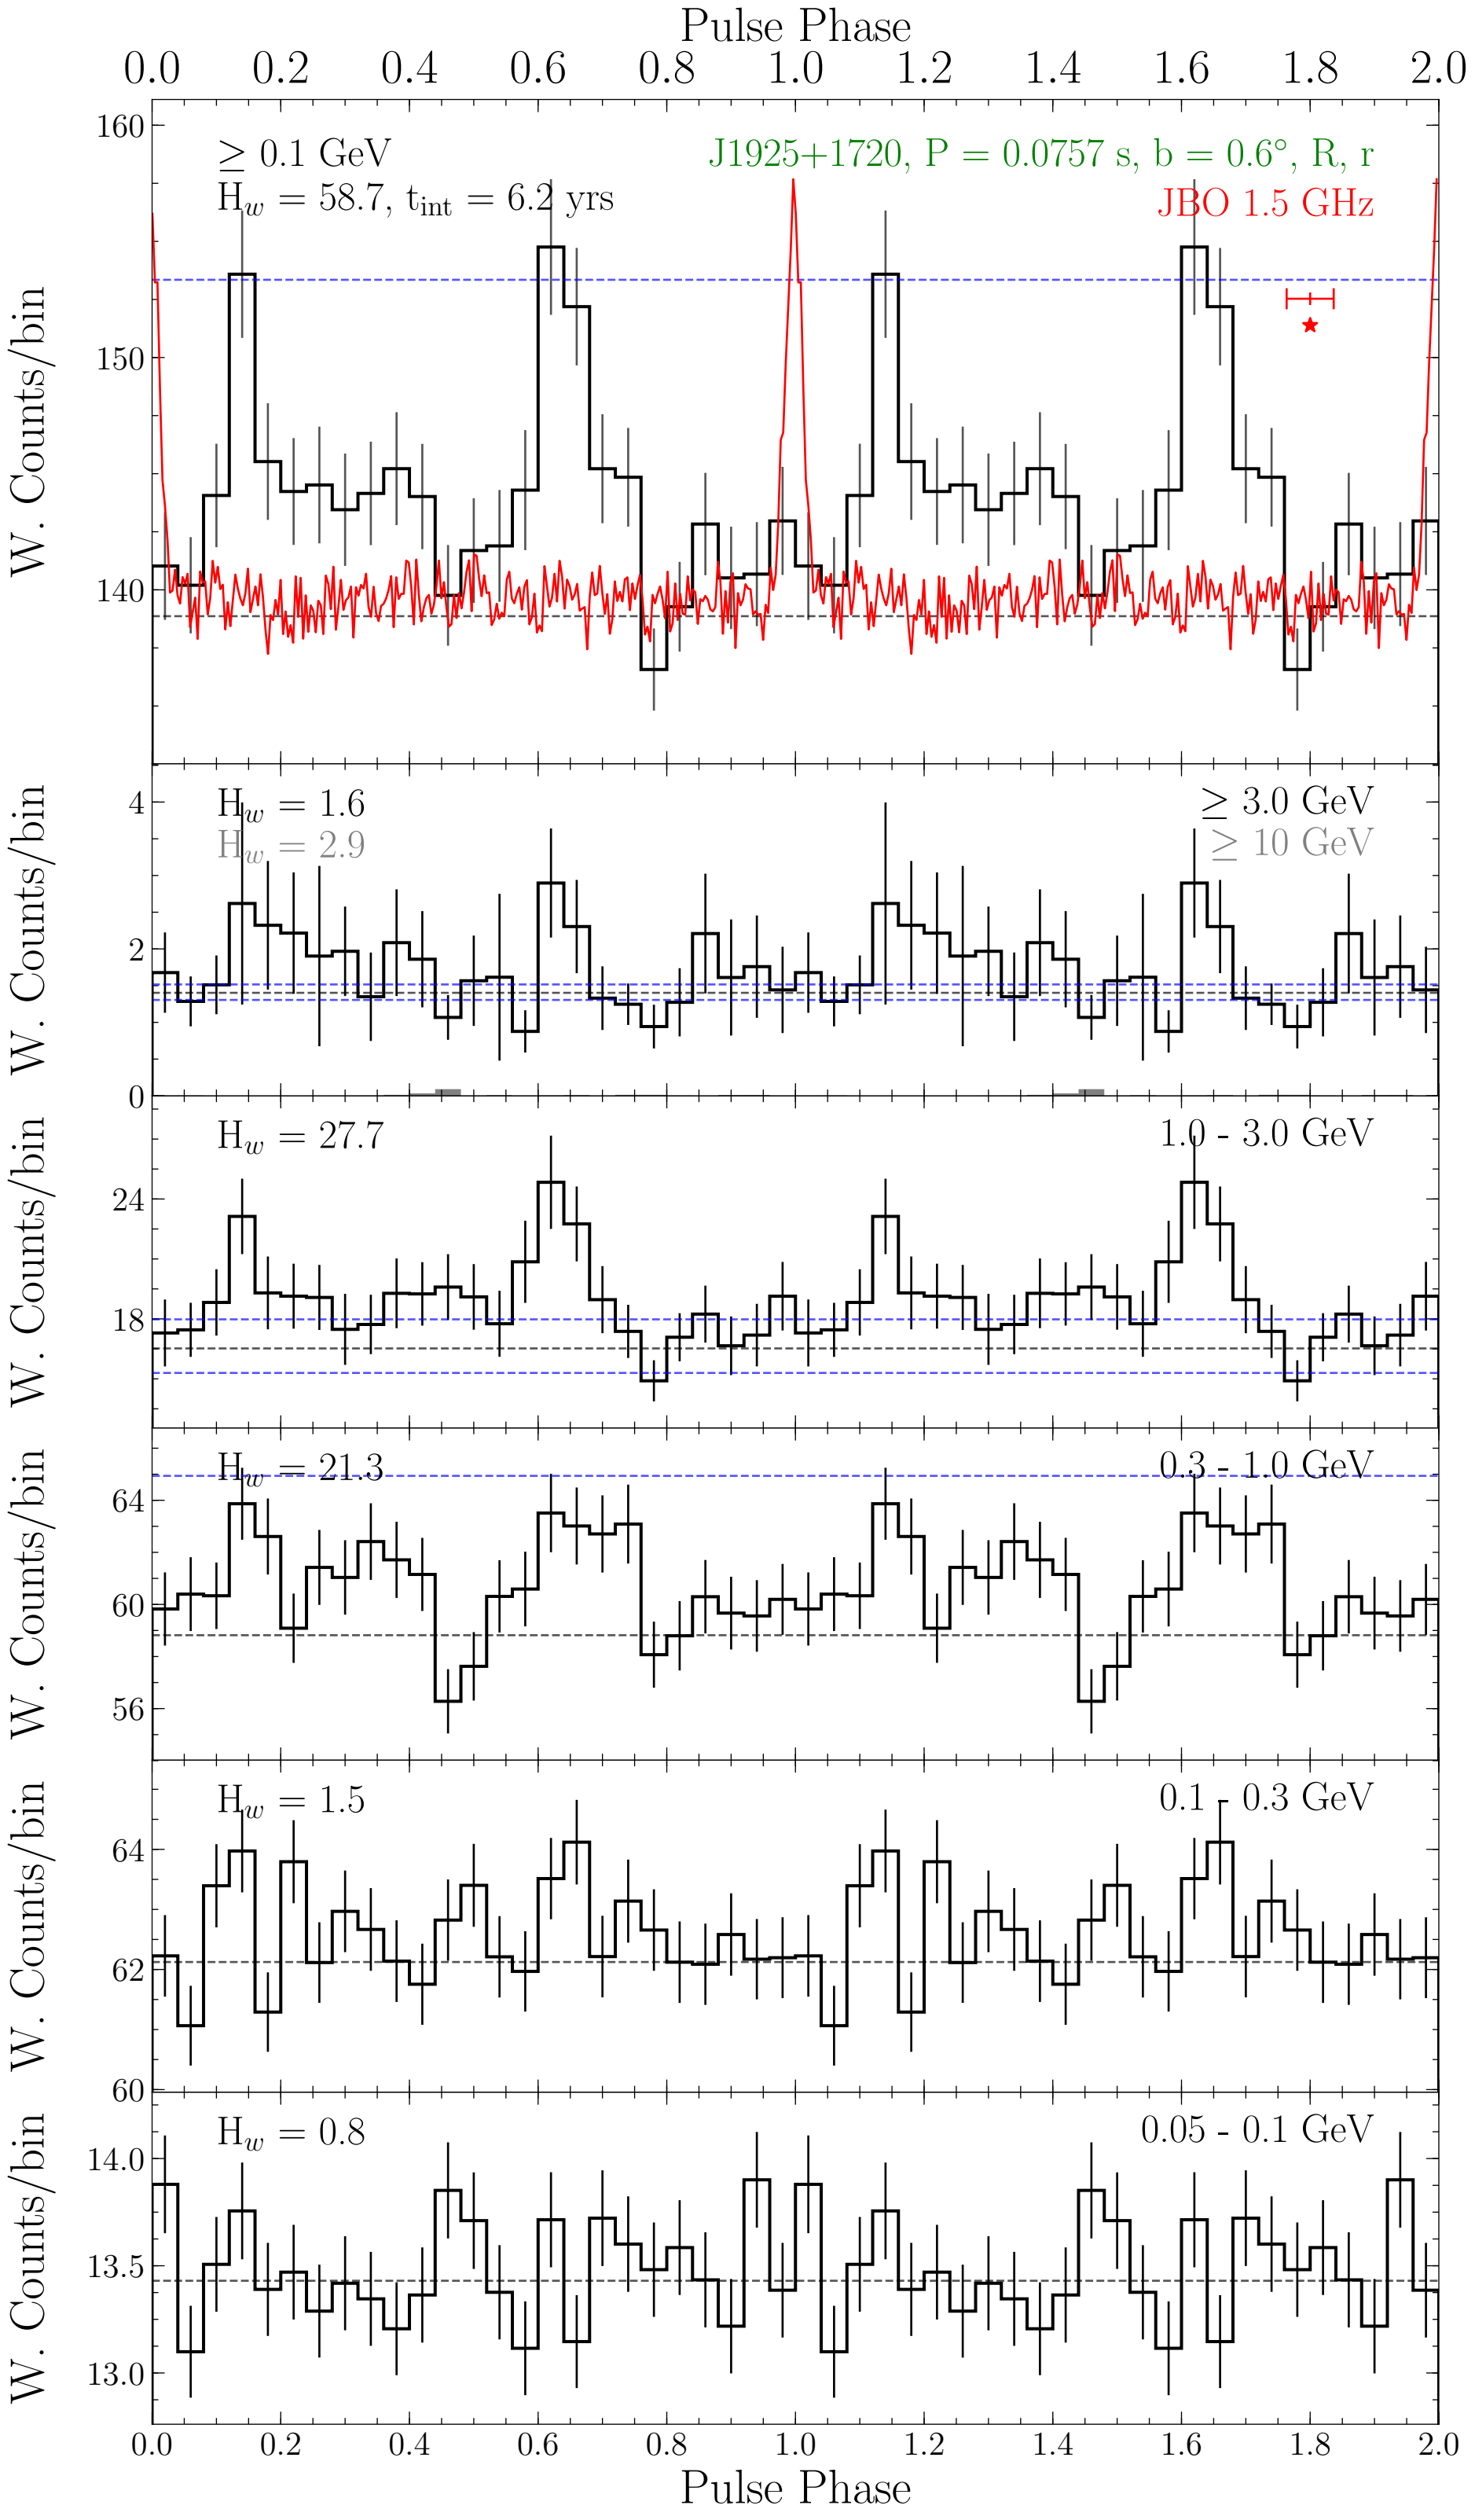 Pulse Phase
0.0 0.2 0.4 0.6 0.8 1.0 1.2 1.4 1.6 1.8 2.0
W. Counts/bin
160
150
140
≥ 0.1 GeV
H_w = 58.7, t_int = 6.2 yrs
J1925+1720, P = 0.0757 s, b = 0.6°, R, r
JBO 1.5 GHz
W. Counts/bin
4
2
0
H_w = 1.6
H_w = 2.9
≥ 3.0 GeV
≥ 10 GeV
W. Counts/bin
24
18
H_w = 27.7
1.0 - 3.0 GeV
W. Counts/bin
64
60
56
H_w = 21.3
0.3 - 1.0 GeV
W. Counts/bin
64
62
60
H_w = 1.5
0.1 - 0.3 GeV
W. Counts/bin
14.0
13.5
13.0
H_w = 0.8
0.05 - 0.1 GeV
0.0 0.2 0.4 0.6 0.8 1.0 1.2 1.4 1.6 1.8 2.0
Pulse Phase